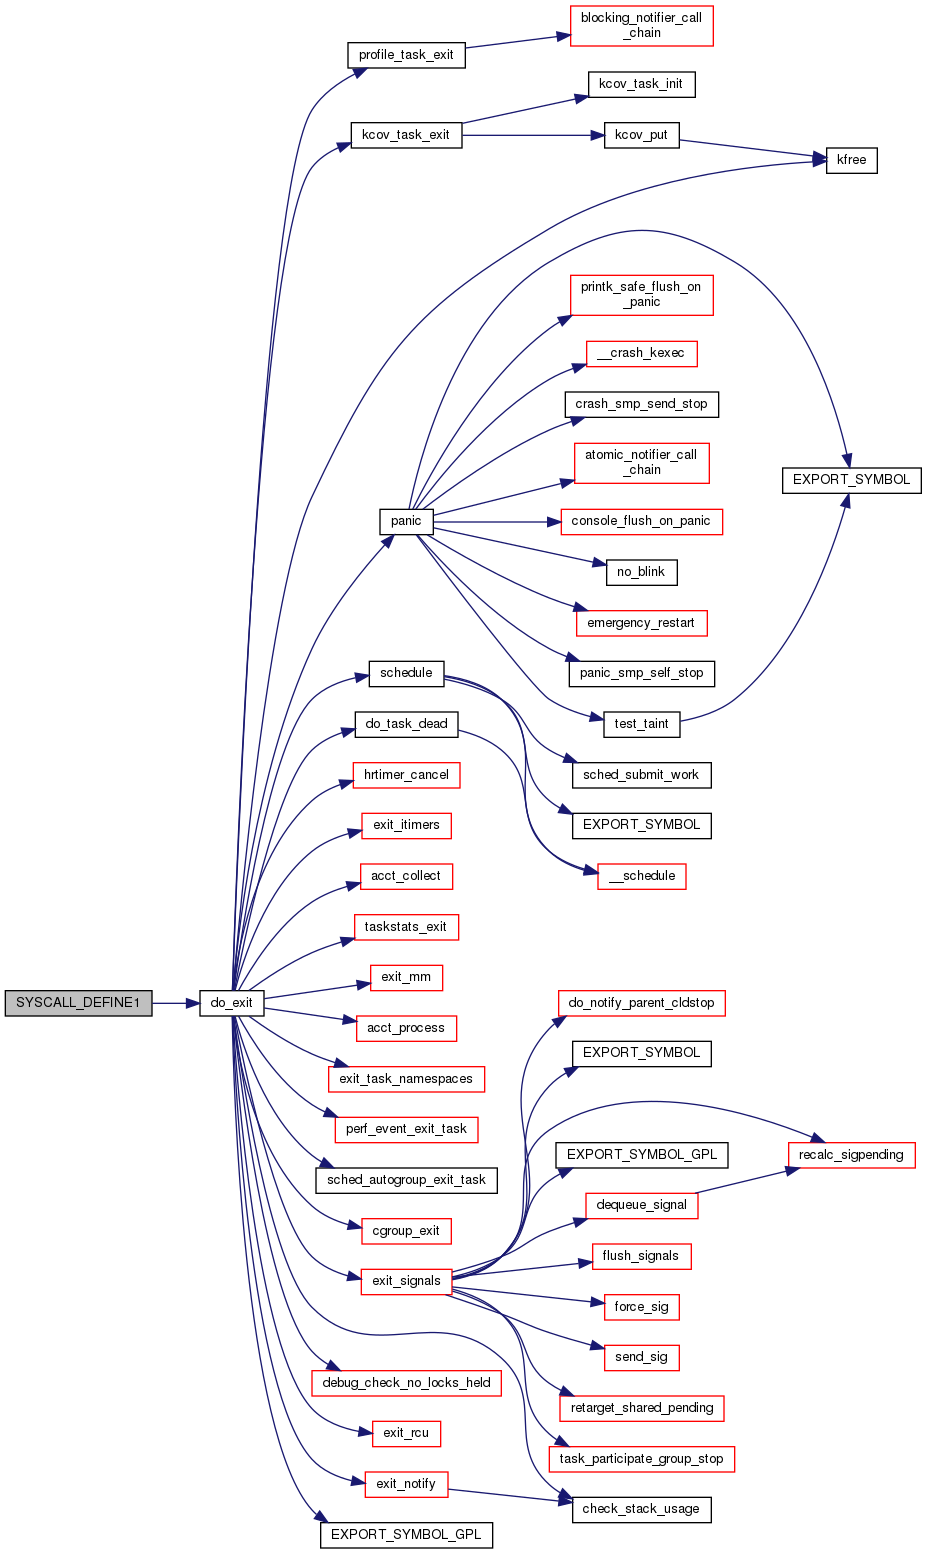 blocking_notifier_call
_chain
profile_task_exit
kcov_task_init
kcov_task_exit
kcov_put
kfree
printk_safe_flush_on
_panic
__crash_kexec
crash_smp_send_stop
atomic_notifier_call
_chain
EXPORT_SYMBOL
panic
console_flush_on_panic
no_blink
emergency_restart
schedule
panic_smp_self_stop
do_task_dead
test_taint
hrtimer_cancel
sched_submit_work
exit_itimers
EXPORT_SYMBOL
acct_collect
__schedule
taskstats_exit
exit_mm
SYSCALL_DEFINE1
do_exit
do_notify_parent_cldstop
acct_process
EXPORT_SYMBOL
exit_task_namespaces
perf_event_exit_task
EXPORT_SYMBOL_GPL
recalc_sigpending
sched_autogroup_exit_task
dequeue_signal
cgroup_exit
flush_signals
exit_signals
force_sig
send_sig
debug_check_no_locks_held
retarget_shared_pending
exit_rcu
task_participate_group_stop
exit_notify
check_stack_usage
EXPORT_SYMBOL_GPL